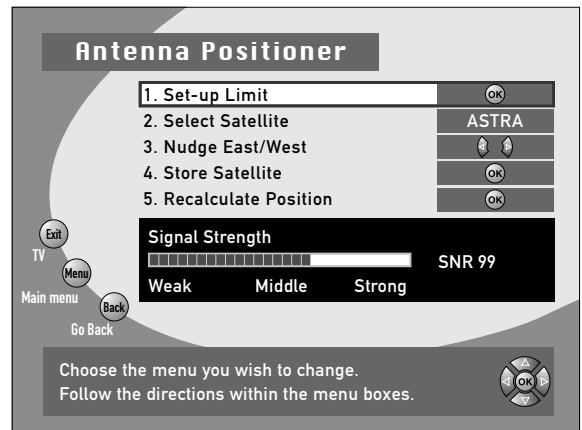 Antenna Positioner
1. Set-up Limit OK
2. Select Satellite ASTRA
3. Nudge East/West
4. Store Satellite OK
5. Recalculate Position OK
Signal Strength
SNR 99
Weak Middle Strong
Exit
TV
Menu
Main menu
Back
Go Back
Choose the menu you wish to change.
Follow the directions within the menu boxes.
OK